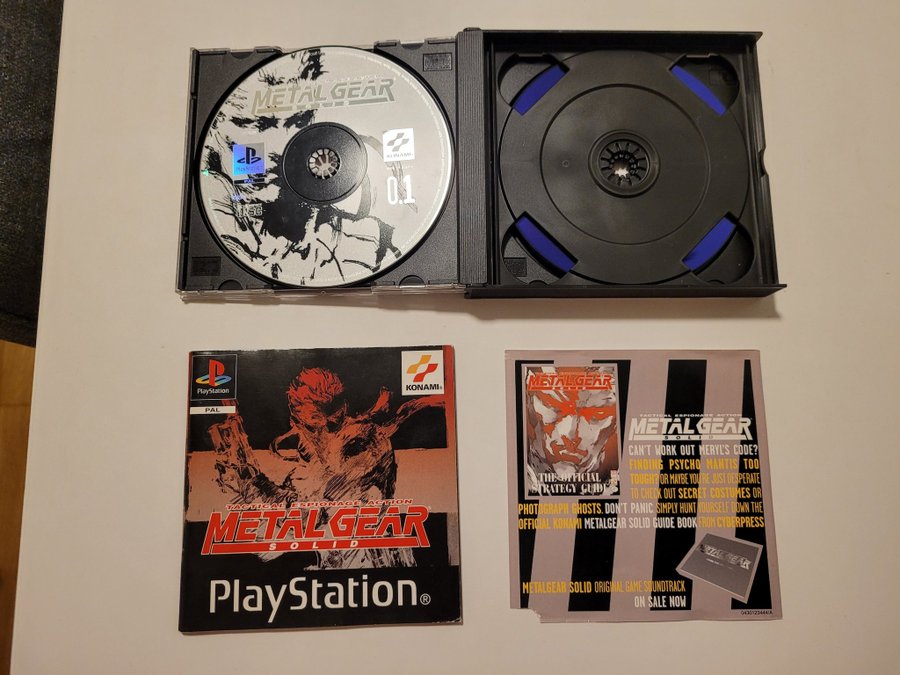 METAL GEAR
PlayStation
KONAMI
0.1
PlayStation
PAL
KONAMI
TACTICAL ESPIONAGE ACTION
METAL GEAR
SOLID
PlayStation®
METAL GEAR
THE OFFICIAL
STRATEGY GUIDE
TACTICAL ESPIONAGE ACTION
METAL GEAR
SOLID
CAN'T WORK OUT MERYL'S CODE?
FINDING PSYCHO MANTIS TOO
TOUGH? OR MAYBE YOU'RE JUST DESPERATE
TO CHECK OUT SECRET COSTUMES OR
PHOTOGRAPH GHOSTS. DON'T PANIC SIMPLY HUNT YOURSELF DOWN THE
OFFICIAL KONAMI METALGEAR SOLID GUIDE BOOK FROM CYBERPRESS
METAL GEAR
METALGEAR SOLID ORIGINAL GAME SOUNDTRACK
ON SALE NOW